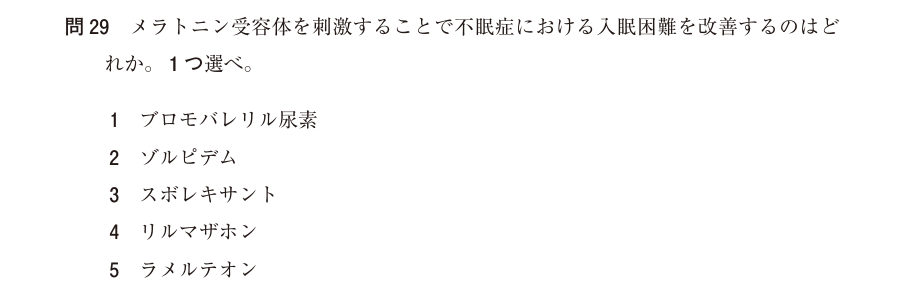 問 29　メラトニン受容体を刺激することで不眠症における入眠困難を改善するのはど
れか。１つ選べ。
1　ブロモバレリル尿素
2　ゾルピデム
3　スボレキサント
4　リルマザホン
5　ラメルテオン